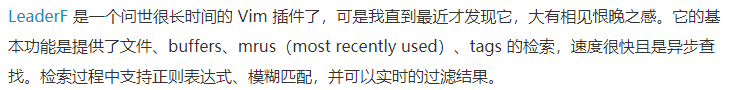 LeaderF 是一个问世很长时间的 Vim 插件了，可是我直到最近才发现它，大有相见恨晚之感。它的基
本功能是提供了文件、buffers、mrus（most recently used）、tags 的检索，速度很快且是异步查
找。检索过程中支持正则表达式、模糊匹配，并可以实时的过滤结果。